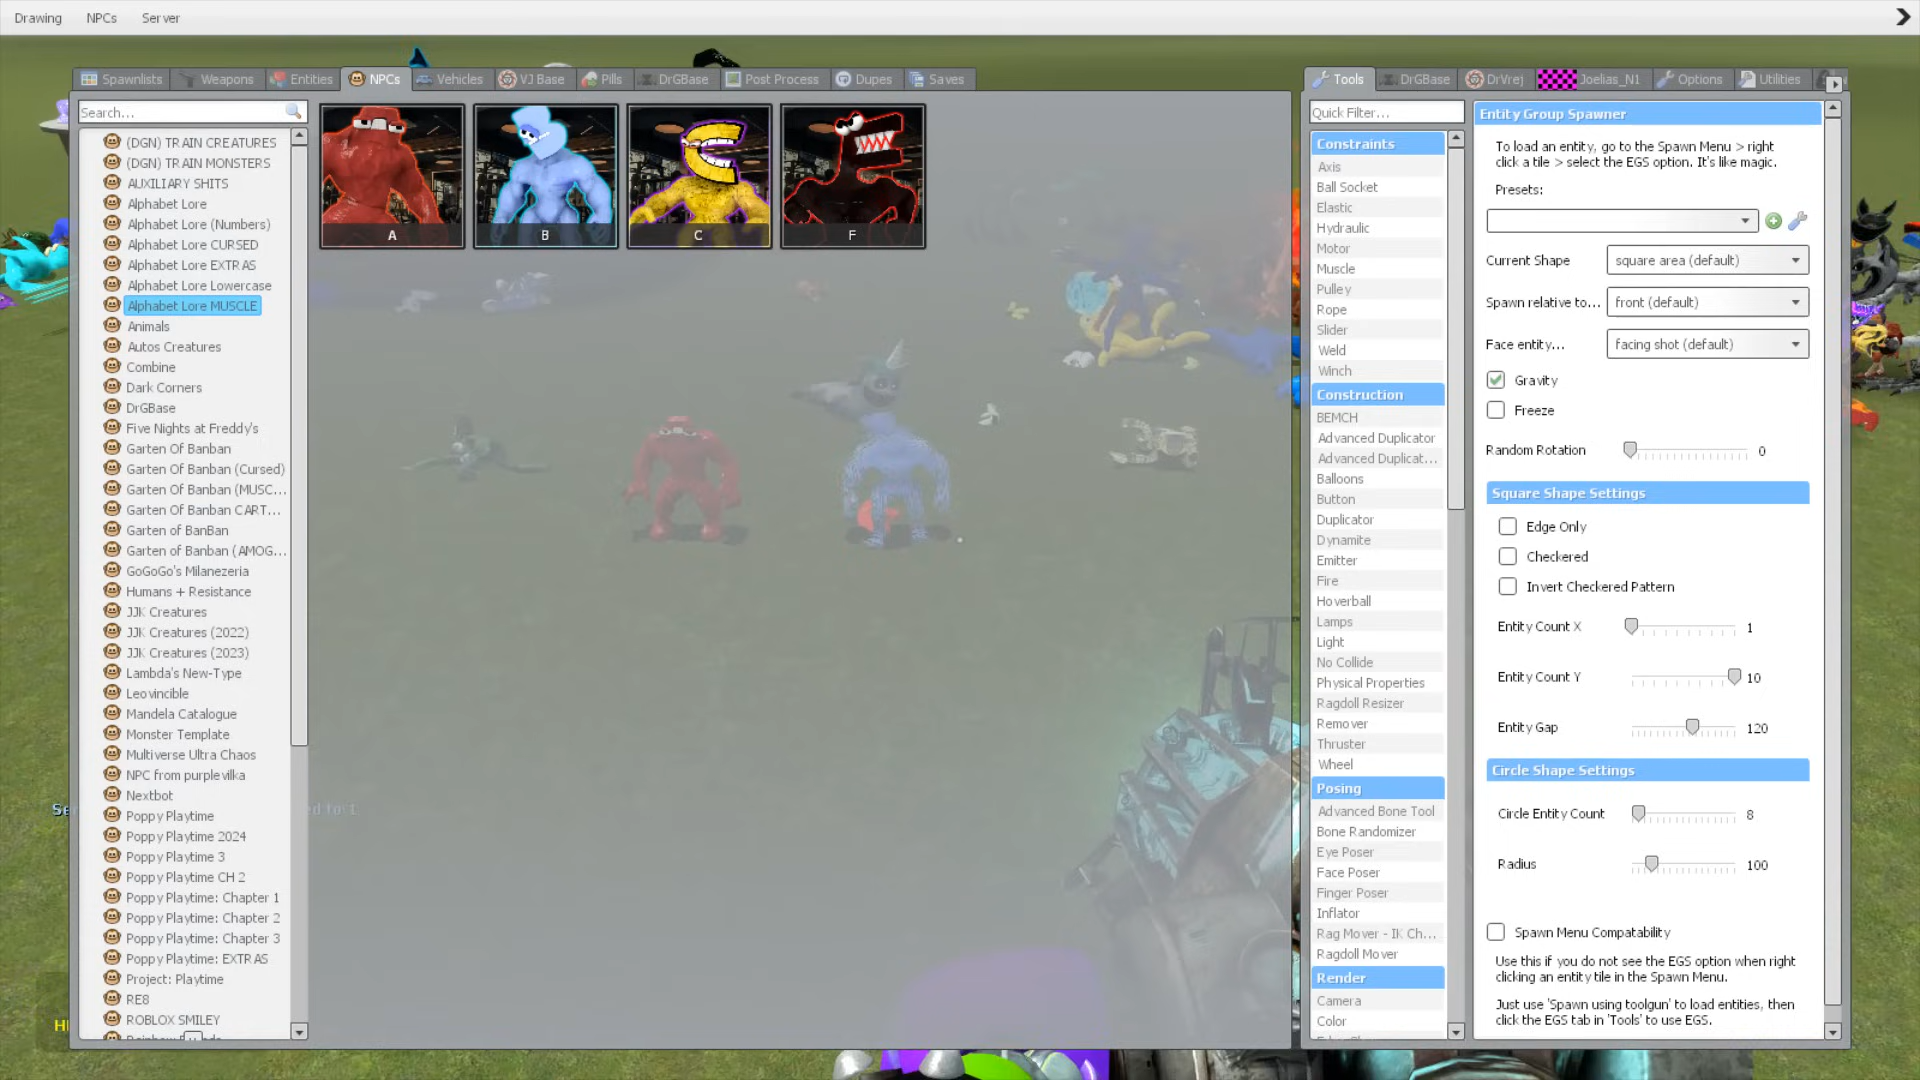 Drawing NPCs Server
Spawnlists Weapons Entities NPCs Vehicles VJ Base Pills DrGBase Post Process Dupes Saves
Search...
(DGN) TRAIN CREATURES
(DGN) TRAIN MONSTERS
AUXILIARY SHITS
Alphabet Lore
Alphabet Lore (Numbers)
Alphabet Lore CURSED
Alphabet Lore EXTRAS
Alphabet Lore Lowercase
Alphabet Lore MUSCLE
Animals
Autos Creatures
Combine
Dark Corners
DrGBase
Five Nights at Freddy's
Garten Of Banban
Garten Of Banban (Cursed)
Garten Of Banban (MUSC...
Garten Of Banban CART...
Garten of BanBan
Garten of Banban (AMOG...
GoGoGo's Milanezeria
Humans + Resistance
JJK Creatures
JJK Creatures (2022)
JJK Creatures (2023)
Lambda's New-Type
Leovincible
Mandela Catalogue
Monster Template
Multiverse Ultra Chaos
NPC from purplevilka
Nextbot
Poppy Playtime
Poppy Playtime 2024
Poppy Playtime 3
Poppy Playtime CH 2
Poppy Playtime: Chapter 1
Poppy Playtime: Chapter 2
Poppy Playtime: Chapter 3
Poppy Playtime: EXTRAS
Project: Playtime
RE8
ROBLOX SMILEY
A B C F
Tools DrGBase DrVrej Joelias_N1 Options Utilities
Quick Filter...
Constraints
Axis
Ball Socket
Elastic
Hydraulic
Motor
Muscle
Pulley
Rope
Slider
Weld
Winch
Construction
BEMCH
Advanced Duplicator
Advanced Duplicat...
Balloons
Button
Duplicator
Dynamite
Emitter
Fire
Hoverball
Lamps
Light
No Collide
Physical Properties
Ragdoll Resizer
Remover
Thruster
Wheel
Posing
Advanced Bone Tool
Bone Randomizer
Eye Poser
Face Poser
Finger Poser
Inflator
Rag Mover - IK Ch...
Ragdoll Mover
Render
Camera
Color
Entity Group Spawner
To load an entity, go to the Spawn Menu > right
click a tile > select the EGS option. It's like magic.
Presets:
Current Shape square area (default)
Spawn relative to... front (default)
Face entity... facing shot (default)
Gravity
Freeze
Random Rotation 0
Square Shape Settings
Edge Only
Checkered
Invert Checkered Pattern
Entity Count X 1
Entity Count Y 10
Entity Gap 120
Circle Shape Settings
Circle Entity Count 8
Radius 100
Spawn Menu Compatability
Use this if you do not see the EGS option when right
clicking an entity tile in the Spawn Menu.
Just use 'Spawn using toolgun' to load entities, then
click the EGS tab in 'Tools' to use EGS.